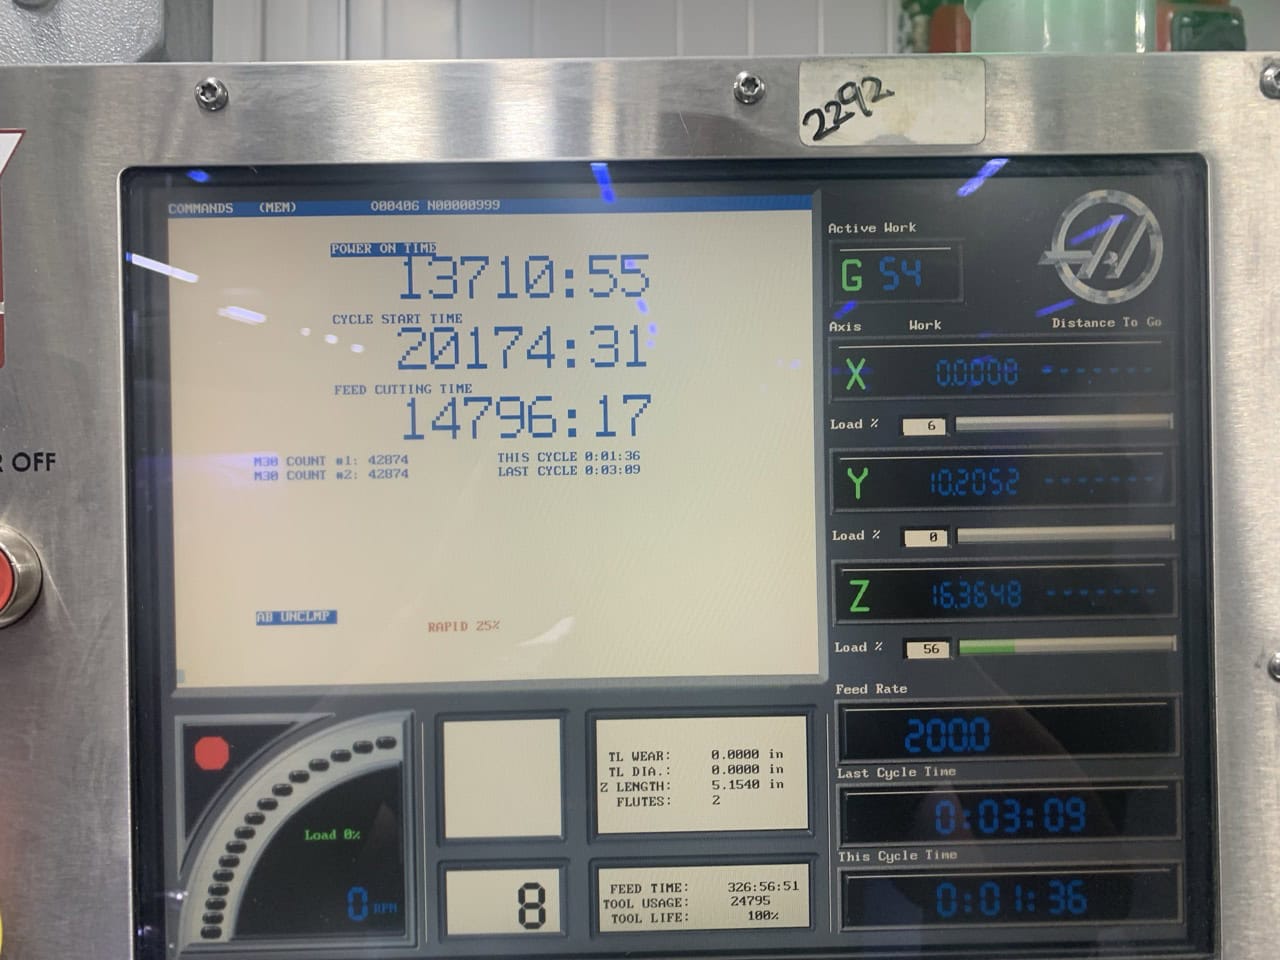 2292
COMMANDS (MEM) O00406 N00000999
POWER ON TIME
13710:55
CYCLE START TIME
20174:31
FEED CUTTING TIME
14796:17
M30 COUNT #1: 42874
M30 COUNT #2: 42874
THIS CYCLE 0:01:36
LAST CYCLE 0:03:09
AB UNCLMP
RAPID 25%
R OFF
Active Work
G 54
Axis Work Distance To Go
X 0.0008 -------
Load % 6
Y 10.2052 -------
Load % 0
Z 16.3648 -------
Load % 56
Feed Rate
200.0
Last Cycle Time
0:03:09
This Cycle Time
0:01:36
Load 0%
0 RPM
8
TL WEAR: 0.0000 in
TL DIA.: 0.0000 in
Z LENGTH: 5.1540 in
FLUTES: 2
FEED TIME: 326:56:51
TOOL USAGE: 24795
TOOL LIFE: 100%